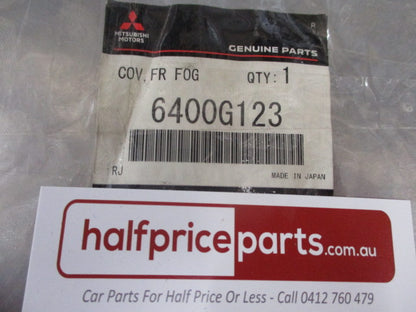 R
MITSUBISHI
MOTORS
GENUINE PARTS
COV, FR FOG QTY: 1
6400G123
RJ MADE IN JAPAN
halfpriceparts.com.au
Car Parts For Half Price Or Less - Call 0412 760 479